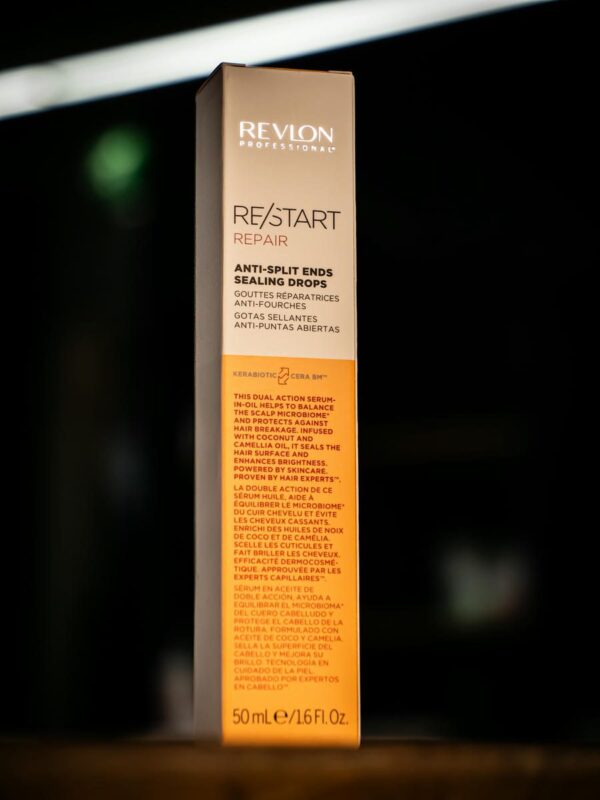 REVLON
PROFESSIONAL
RE/START
REPAIR
ANTI-SPLIT ENDS
SEALING DROPS
GOUTTES RÉPARATRICES
ANTI-FOURCHES
GOTAS SELLANTES
ANTI-PUNTAS ABIERTAS
KERABIOTIC CERA BM™
THIS DUAL ACTION SERUM-
IN-OIL HELPS TO BALANCE
THE SCALP MICROBIOME*
AND PROTECTS AGAINST
HAIR BREAKAGE. INFUSED
WITH COCONUT AND
CAMELLIA OIL, IT SEALS THE
HAIR SURFACE AND
ENHANCES BRIGHTNESS.
POWERED BY SKINCARE.
PROVEN BY HAIR EXPERTS™.
LA DOUBLE ACTION DE CE
SÉRUM HUILE, AIDE À
ÉQUILIBRER LE MICROBIOME*
DU CUIR CHEVELU ET ÉVITE
LES CHEVEUX CASSANTS.
ENRICHI DES HUILES DE NOIX
DE COCO ET DE CAMÉLIA.
SCELLE LES CUTICULES ET
FAIT BRILLER LES CHEVEUX.
EFFICACITÉ DERMOCOSMÉ-
TIQUE. APPROUVÉE PAR LES
EXPERTS CAPILLAIRES™.
SÉRUM EN ACEITE DE
DOBLE ACCIÓN, AYUDA A
EQUILIBRAR EL MICROBIOMA*
DEL CUERO CABELLUDO Y
PROTEGE EL CABELLO DE LA
ROTURA. FORMULADO CON
ACEITE DE COCO Y CAMELIA,
SELLA LA SUPERFICIE DEL
CABELLO Y MEJORA SU
BRILLO. TECNOLOGÍA EN
CUIDADO DE LA PIEL.
APROBADO POR EXPERTOS
EN CABELLO™.
50 mL ℮/1.6 Fl. Oz.